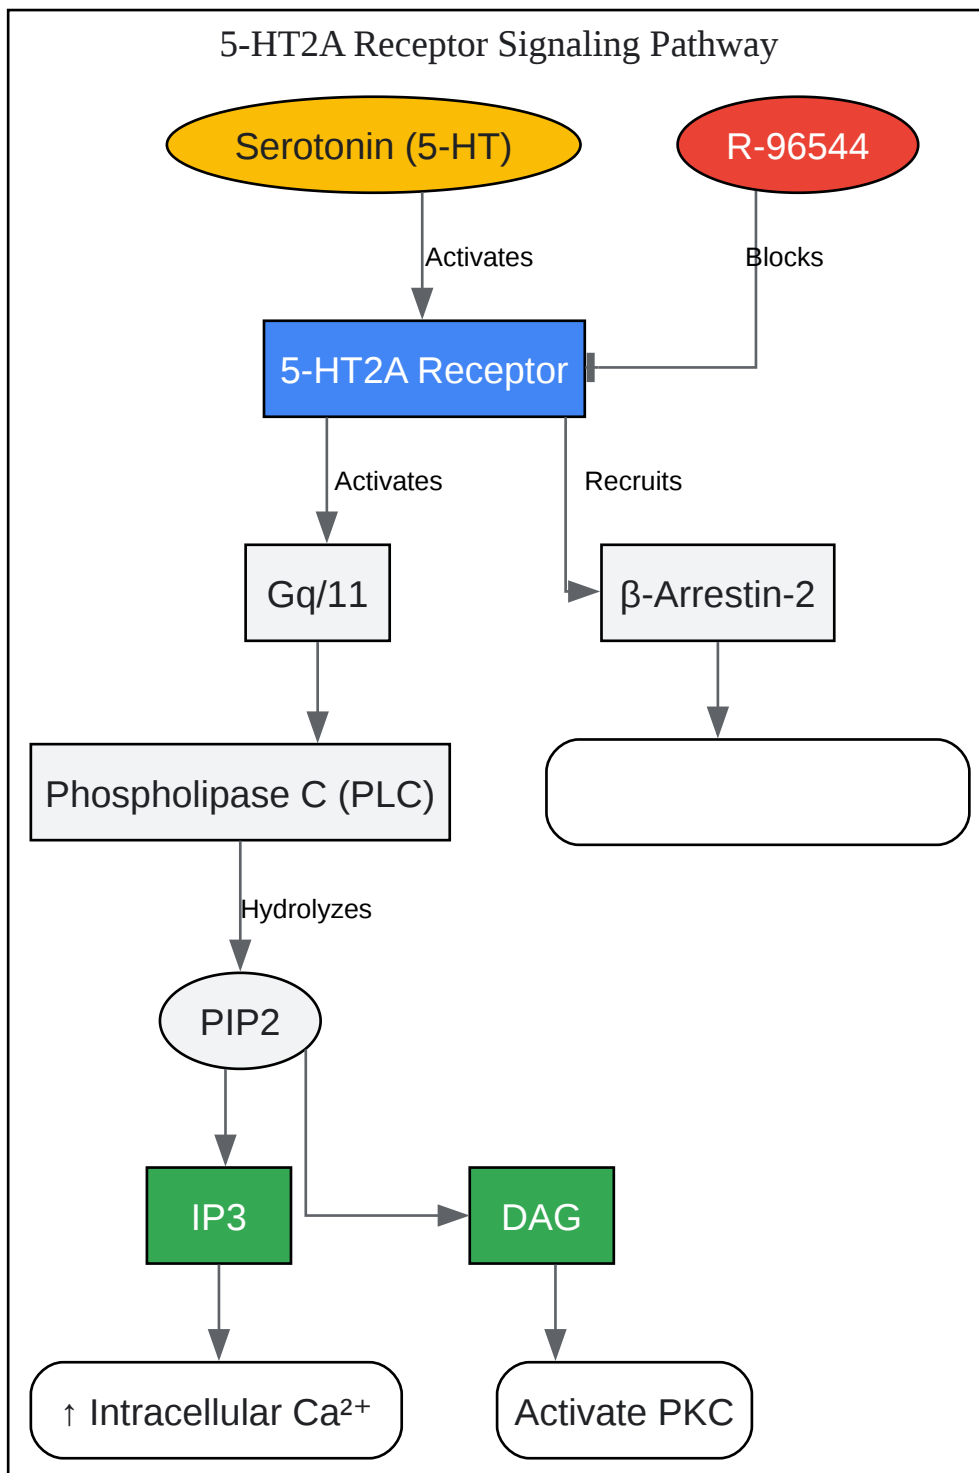 5-HT2A Receptor Signaling Pathway
Serotonin (5-HT)
R-96544
Activates
Blocks
5-HT2A Receptor
Activates
Recruits
Gq/11
β-Arrestin-2
Phospholipase C (PLC)
Hydrolyzes
PIP2
IP3
DAG
↑ Intracellular Ca²⁺
Activate PKC